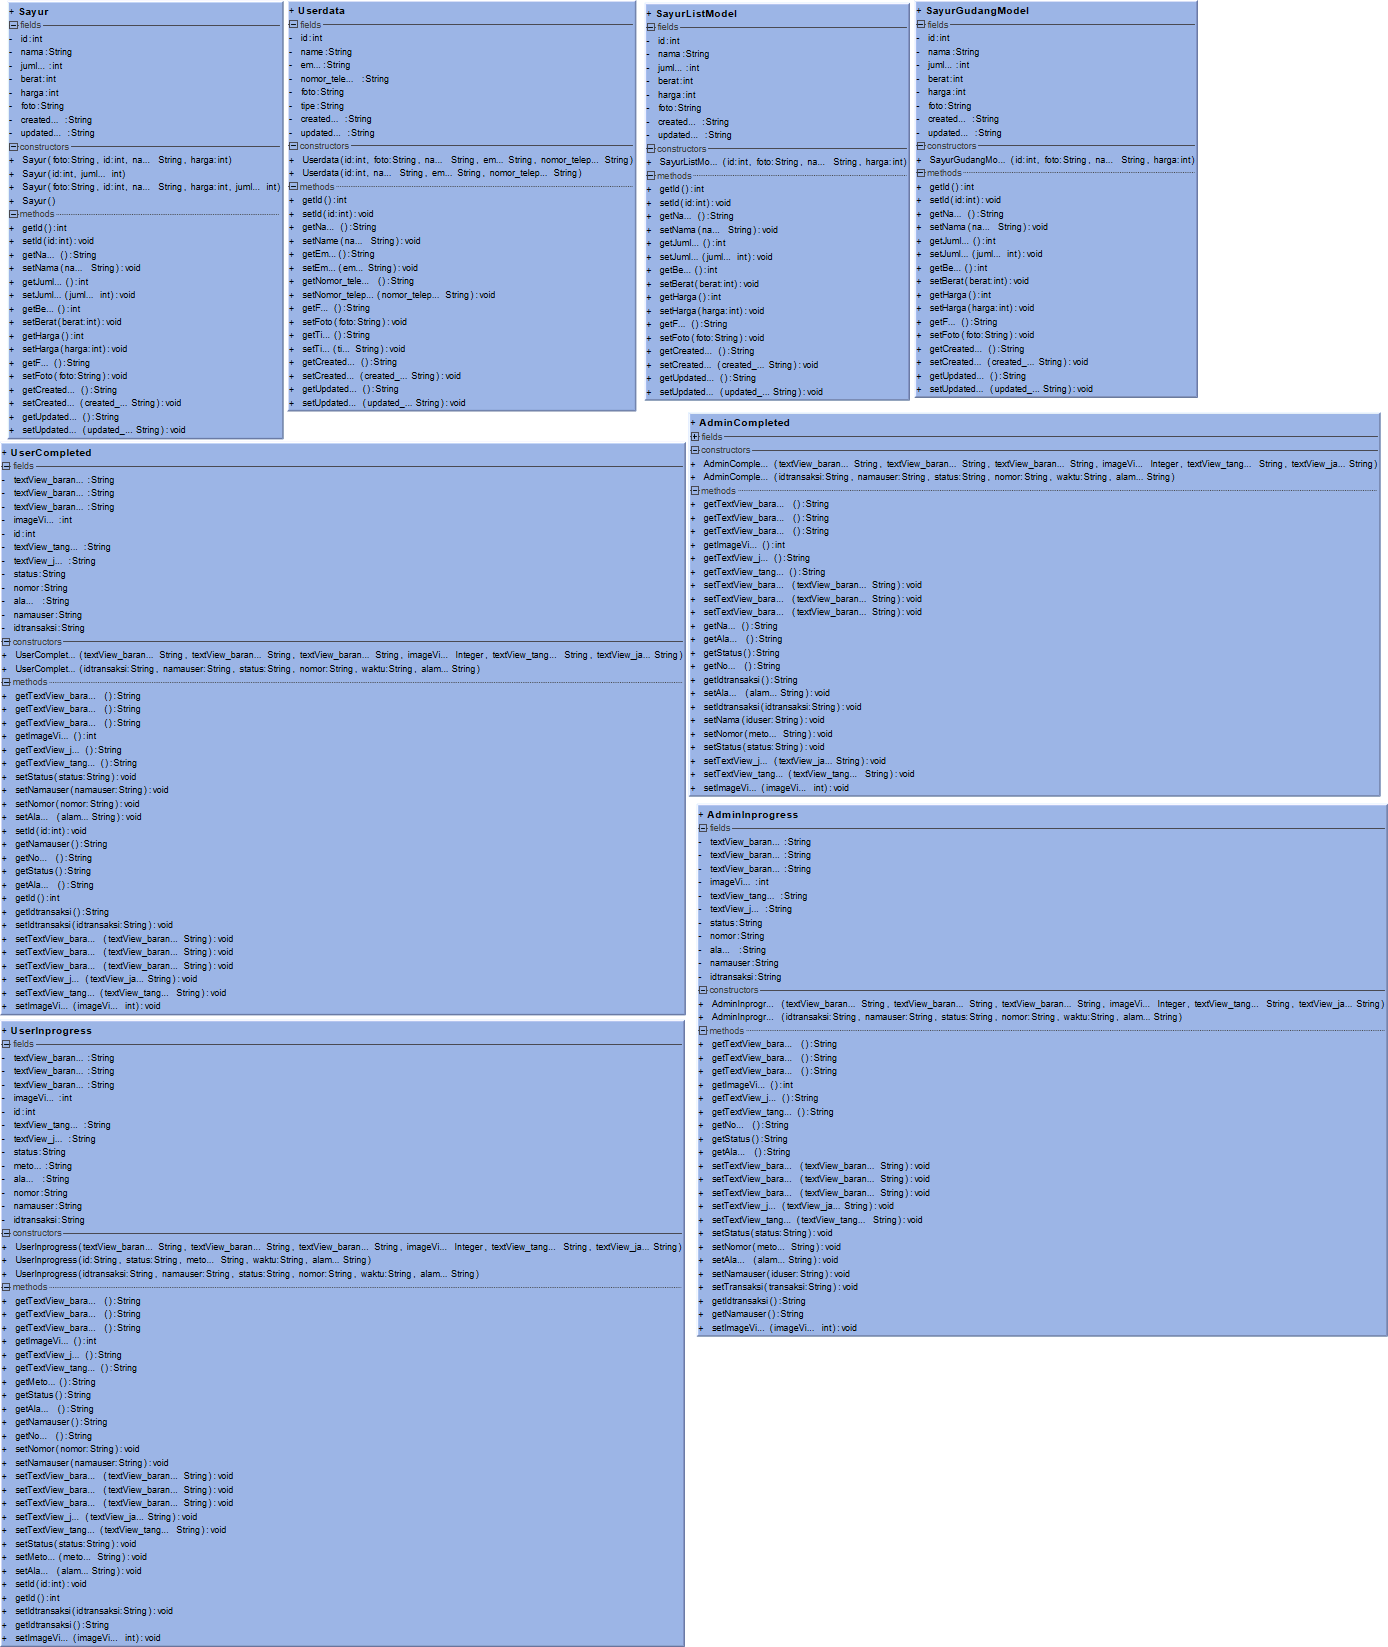 + Sayur
fields
- id : int
- nama : String
- juml... : int
- berat : int
- harga : int
- foto : String
- created... : String
- updated... : String
constructors
+ Sayur ( foto: String , id: int , na... String , harga: int )
+ Sayur ( id: int , juml... int )
+ Sayur ( foto: String , id: int , na... String , harga: int , juml... int )
+ Sayur ( )
methods
+ getId ( ) : int
+ setId ( id: int ) : void
+ getNa... ( ) : String
+ setNama ( na... String ) : void
+ getJuml... ( ) : int
+ setJuml... ( juml... int ) : void
+ getBe... ( ) : int
+ setBerat ( berat: int ) : void
+ getHarga ( ) : int
+ setHarga ( harga: int ) : void
+ getF... ( ) : String
+ setFoto ( foto: String ) : void
+ getCreated... ( ) : String
+ setCreated... ( created_... String ) : void
+ getUpdated... ( ) : String
+ setUpdated... ( updated_... String ) : void
+ Userdata
fields
- id : int
- name : String
- em... : String
- nomor_tele... : String
- foto : String
- tipe : String
- created... : String
- updated... : String
constructors
+ Userdata ( id: int , foto: String , na... String , em... String , nomor_telep... String )
+ Userdata ( id: int , na... String , em... String , nomor_telep... String )
methods
+ getId ( ) : int
+ setId ( id: int ) : void
+ getNa... ( ) : String
+ setName ( na... String ) : void
+ getEm... ( ) : String
+ setEm... ( em... String ) : void
+ getNomor_tele... ( ) : String
+ setNomor_telep... ( nomor_telep... String ) : void
+ getF... ( ) : String
+ setFoto ( foto: String ) : void
+ getTi... ( ) : String
+ setTi... ( ti... String ) : void
+ getCreated... ( ) : String
+ setCreated... ( created_... String ) : void
+ getUpdated... ( ) : String
+ setUpdated... ( updated_... String ) : void
+ SayurListModel
fields
- id : int
- nama : String
- juml... : int
- berat : int
- harga : int
- foto : String
- created... : String
- updated... : String
constructors
+ SayurListMo... ( id: int , foto: String , na... String , harga: int )
methods
+ getId ( ) : int
+ setId ( id: int ) : void
+ getNa... ( ) : String
+ setNama ( na... String ) : void
+ getJuml... ( ) : int
+ setJuml... ( juml... int ) : void
+ getBe... ( ) : int
+ setBerat ( berat: int ) : void
+ getHarga ( ) : int
+ setHarga ( harga: int ) : void
+ getF... ( ) : String
+ setFoto ( foto: String ) : void
+ getCreated... ( ) : String
+ setCreated... ( created_... String ) : void
+ getUpdated... ( ) : String
+ setUpdated... ( updated_... String ) : void
+ SayurGudangModel
fields
- id : int
- nama : String
- juml... : int
- berat : int
- harga : int
- foto : String
- created... : String
- updated... : String
constructors
+ SayurGudangMo... ( id: int , foto: String , na... String , harga: int )
methods
+ getId ( ) : int
+ setId ( id: int ) : void
+ getNa... ( ) : String
+ setNama ( na... String ) : void
+ getJuml... ( ) : int
+ setJuml... ( juml... int ) : void
+ getBe... ( ) : int
+ setBerat ( berat: int ) : void
+ getHarga ( ) : int
+ setHarga ( harga: int ) : void
+ getF... ( ) : String
+ setFoto ( foto: String ) : void
+ getCreated... ( ) : String
+ setCreated... ( created_... String ) : void
+ getUpdated... ( ) : String
+ setUpdated... ( updated_... String ) : void
+ UserCompleted
fields
- textView_baran... : String
- textView_baran... : String
- textView_baran... : String
- imageVi... : int
- id : int
- textView_tang... : String
- textView_j... : String
- status : String
- nomor : String
- ala... : String
- namauser : String
- idtransaksi : String
constructors
+ UserComplet... ( textView_baran... String , textView_baran... String , textView_baran... String , imageVi... Integer , textView_tang... String , textView_ja... String )
+ UserComplet... ( idtransaksi: String , namauser: String , status: String , nomor: String , waktu: String , alam... String )
methods
+ getTextView_bara... ( ) : String
+ getTextView_bara... ( ) : String
+ getTextView_bara... ( ) : String
+ getImageVi... ( ) : int
+ getTextView_j... ( ) : String
+ getTextView_tang... ( ) : String
+ setStatus ( status: String ) : void
+ setNamauser ( namauser: String ) : void
+ setNomor ( nomor: String ) : void
+ setAla... ( alam... String ) : void
+ setId ( id: int ) : void
+ getNamauser ( ) : String
+ getNo... ( ) : String
+ getStatus ( ) : String
+ getAla... ( ) : String
+ getId ( ) : int
+ getIdtransaksi ( ) : String
+ setIdtransaksi ( idtransaksi: String ) : void
+ setTextView_bara... ( textView_baran... String ) : void
+ setTextView_bara... ( textView_baran... String ) : void
+ setTextView_bara... ( textView_baran... String ) : void
+ setTextView_j... ( textView_ja... String ) : void
+ setTextView_tang... ( textView_tang... String ) : void
+ setImageVi... ( imageVi... int ) : void
+ AdminCompleted
fields
constructors
+ AdminComple... ( textView_baran... String , textView_baran... String , textView_baran... String , imageVi... Integer , textView_tang... String , textView_ja... String )
+ AdminComple... ( idtransaksi: String , namauser: String , status: String , nomor: String , waktu: String , alam... String )
methods
+ getTextView_bara... ( ) : String
+ getTextView_bara... ( ) : String
+ getTextView_bara... ( ) : String
+ getImageVi... ( ) : int
+ getTextView_j... ( ) : String
+ getTextView_tang... ( ) : String
+ setTextView_bara... ( textView_baran... String ) : void
+ setTextView_bara... ( textView_baran... String ) : void
+ setTextView_bara... ( textView_baran... String ) : void
+ getNa... ( ) : String
+ getAla... ( ) : String
+ getStatus ( ) : String
+ getNo... ( ) : String
+ getIdtransaksi ( ) : String
+ setAla... ( alam... String ) : void
+ setIdtransaksi ( idtransaksi: String ) : void
+ setNama ( iduser: String ) : void
+ setNomor ( meto... String ) : void
+ setStatus ( status: String ) : void
+ setTextView_j... ( textView_ja... String ) : void
+ setTextView_tang... ( textView_tang... String ) : void
+ setImageVi... ( imageVi... int ) : void
+ AdminInprogress
fields
- textView_baran... : String
- textView_baran... : String
- textView_baran... : String
- imageVi... : int
- textView_tang... : String
- textView_j... : String
- status : String
- nomor : String
- ala... : String
- namauser : String
- idtransaksi : String
constructors
+ AdminInprogr... ( textView_baran... String , textView_baran... String , textView_baran... String , imageVi... Integer , textView_tang... String , textView_ja... String )
+ AdminInprogr... ( idtransaksi: String , namauser: String , status: String , nomor: String , waktu: String , alam... String )
methods
+ getTextView_bara... ( ) : String
+ getTextView_bara... ( ) : String
+ getTextView_bara... ( ) : String
+ getImageVi... ( ) : int
+ getTextView_j... ( ) : String
+ getTextView_tang... ( ) : String
+ getNo... ( ) : String
+ getStatus ( ) : String
+ getAla... ( ) : String
+ setTextView_bara... ( textView_baran... String ) : void
+ setTextView_bara... ( textView_baran... String ) : void
+ setTextView_bara... ( textView_baran... String ) : void
+ setTextView_j... ( textView_ja... String ) : void
+ setTextView_tang... ( textView_tang... String ) : void
+ setStatus ( status: String ) : void
+ setNomor ( meto... String ) : void
+ setAla... ( alam... String ) : void
+ setNamauser ( iduser: String ) : void
+ setTransaksi ( transaksi: String ) : void
+ getIdtransaksi ( ) : String
+ getNamauser ( ) : String
+ setImageVi... ( imageVi... int ) : void
+ UserInprogress
fields
- textView_baran... : String
- textView_baran... : String
- textView_baran... : String
- imageVi... : int
- id : int
- textView_tang... : String
- textView_j... : String
- status : String
- meto... : String
- ala... : String
- nomor : String
- namauser : String
- idtransaksi : String
constructors
+ UserInprogress ( textView_baran... String , textView_baran... String , textView_baran... String , imageVi... Integer , textView_tang... String , textView_ja... String )
+ UserInprogress ( id: String , status: String , meto... String , waktu: String , alam... String )
+ UserInprogress ( idtransaksi: String , namauser: String , status: String , nomor: String , waktu: String , alam... String )
methods
+ getTextView_bara... ( ) : String
+ getTextView_bara... ( ) : String
+ getTextView_bara... ( ) : String
+ getImageVi... ( ) : int
+ getTextView_j... ( ) : String
+ getTextView_tang... ( ) : String
+ getMeto... ( ) : String
+ getStatus ( ) : String
+ getAla... ( ) : String
+ getNamauser ( ) : String
+ getNo... ( ) : String
+ setNomor ( nomor: String ) : void
+ setNamauser ( namauser: String ) : void
+ setTextView_bara... ( textView_baran... String ) : void
+ setTextView_bara... ( textView_baran... String ) : void
+ setTextView_bara... ( textView_baran... String ) : void
+ setTextView_j... ( textView_ja... String ) : void
+ setTextView_tang... ( textView_tang... String ) : void
+ setStatus ( status: String ) : void
+ setMeto... ( meto... String ) : void
+ setAla... ( alam... String ) : void
+ setId ( id: int ) : void
+ getId ( ) : int
+ setIdtransaksi ( idtransaksi: String ) : void
+ getIdtransaksi ( ) : String
+ setImageVi... ( imageVi... int ) : void